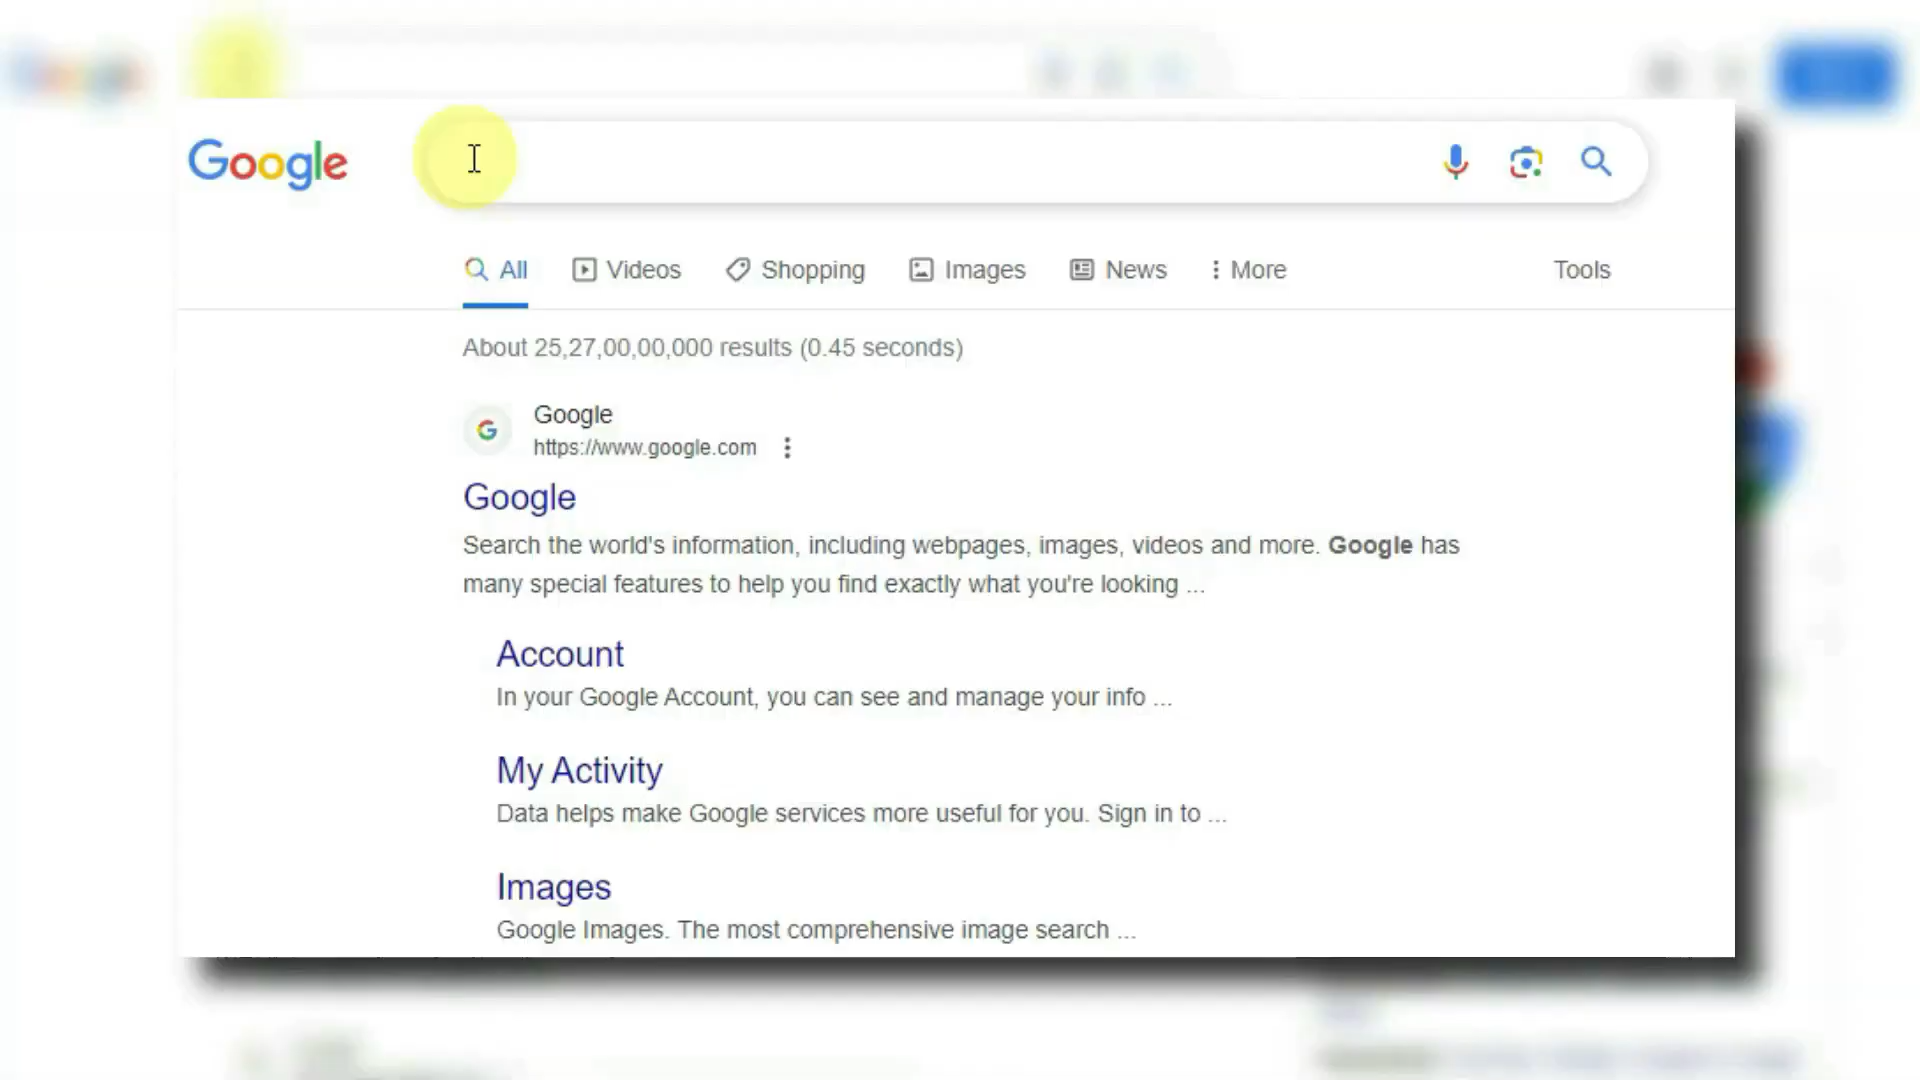 Google
All Videos Shopping Images News More Tools
About 25,27,00,00,000 results (0.45 seconds)
G Google
https://www.google.com
Google
Search the world's information, including webpages, images, videos and more. Google has
many special features to help you find exactly what you're looking ...
Account
In your Google Account, you can see and manage your info ...
My Activity
Data helps make Google services more useful for you. Sign in to ...
Images
Google Images. The most comprehensive image search ...